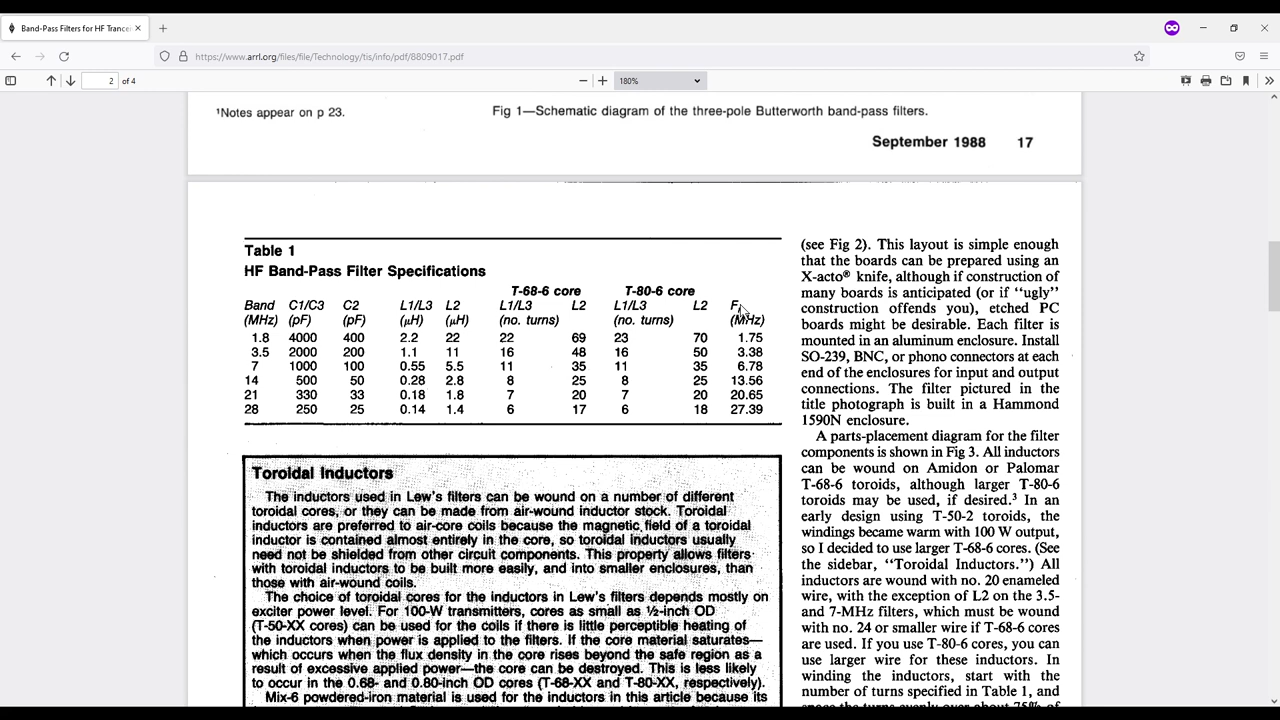 Band-Pass Filters for HF Trancei
https://www.arrl.org/files/file/Technology/tis/info/pdf/8809017.pdf
2 of 4
180%
¹Notes appear on p 23.
Fig 1—Schematic diagram of the three-pole Butterworth band-pass filters.
September 1988 17
Table 1
HF Band-Pass Filter Specifications
T-68-6 core T-80-6 core
Band C1/C3 C2 L1/L3 L2 L1/L3 L2 L1/L3 L2 F
(MHz) (pF) (pF) (μH) (μH) (no. turns) (no. turns) (MHz)
1.8 4000 400 2.2 22 22 69 23 70 1.75
3.5 2000 200 1.1 11 16 48 16 50 3.38
7 1000 100 0.55 5.5 11 35 11 35 6.78
14 500 50 0.28 2.8 8 25 8 25 13.56
21 330 33 0.18 1.8 7 20 7 20 20.65
28 250 25 0.14 1.4 6 17 6 18 27.39
Toroidal Inductors
The inductors used in Lew's filters can be wound on a number of different
toroidal cores, or they can be made from air-wound inductor stock. Toroidal
inductors are preferred to air-core coils because the magnetic field of a toroidal
inductor is contained almost entirely in the core, so toroidal inductors usually
need not be shielded from other circuit components. This property allows filters
with toroidal inductors to be built more easily, and into smaller enclosures, than
those with air-wound coils.
The choice of toroidal cores for the inductors in Lew's filters depends mostly on
exciter power level. For 100-W transmitters, cores as small as ½-inch OD
(T-50-XX cores) can be used for the coils if there is little perceptible heating of
the inductors when power is applied to the filters. If the core material saturates—
which occurs when the flux density in the core rises beyond the safe region as a
result of excessive applied power—the core can be destroyed. This is less likely
to occur in the 0.68- and 0.80-inch OD cores (T-68-XX and T-80-XX, respectively).
Mix-6 powdered-iron material is used for the inductors in this article because its
(see Fig 2). This layout is simple enough
that the boards can be prepared using an
X-acto® knife, although if construction of
many boards is anticipated (or if "ugly"
construction offends you), etched PC
boards might be desirable. Each filter is
mounted in an aluminum enclosure. Install
SO-239, BNC, or phono connectors at each
end of the enclosures for input and output
connections. The filter pictured in the
title photograph is built in a Hammond
1590N enclosure.
A parts-placement diagram for the filter
components is shown in Fig 3. All inductors
can be wound on Amidon or Palomar
T-68-6 toroids, although larger T-80-6
toroids may be used, if desired.³ In an
early design using T-50-2 toroids, the
windings became warm with 100 W output,
so I decided to use larger T-68-6 cores. (See
the sidebar, "Toroidal Inductors.") All
inductors are wound with no. 20 enameled
wire, with the exception of L2 on the 3.5-
and 7-MHz filters, which must be wound
with no. 24 or smaller wire if T-68-6 cores
are used. If you use T-80-6 cores, you can
use larger wire for these inductors. In
winding the inductors, start with the
number of turns specified in Table 1, and
space the turns evenly over about 75% of